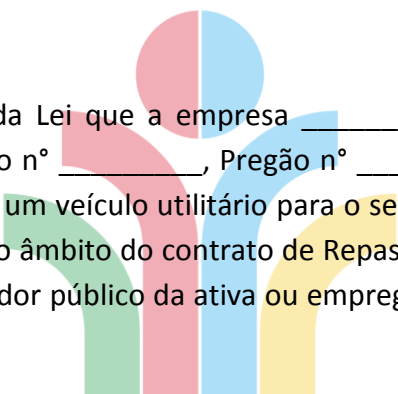 da Lei que a empresa _______
o n° _________, Pregão n° ___
um veículo utilitário para o se
o âmbito do contrato de Repas
dor público da ativa ou empreg